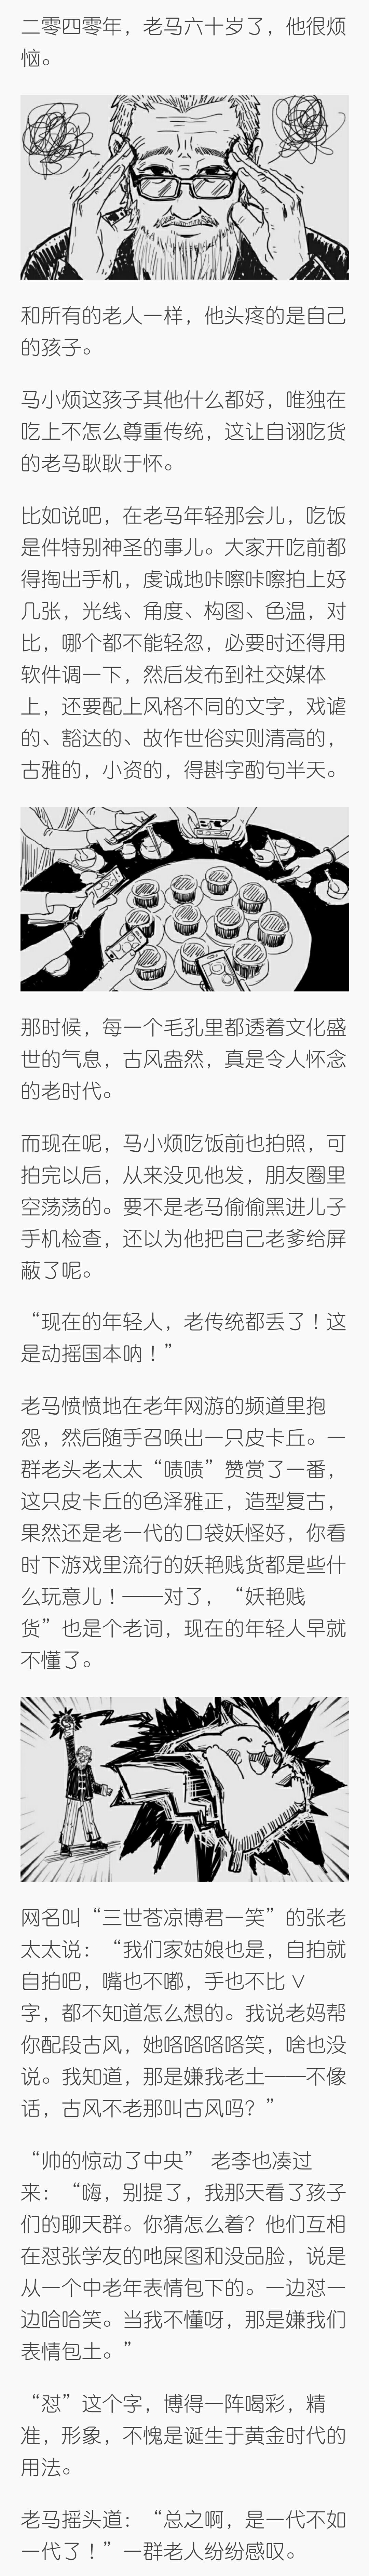 二零四零年，老马六十岁了，他很烦
恼。
和所有的老人一样，他头疼的是自己
的孩子。
马小烦这孩子其他什么都好，唯独在
吃上不怎么尊重传统，这让自诩吃货
的老马耿耿于怀。
比如说吧，在老马年轻那会儿，吃饭
是件特别神圣的事儿。大家开吃前都
得掏出手机，虔诚地咔嚓咔嚓拍上好
几张，光线、角度、构图、色温，对
比，哪个都不能轻忽，必要时还得用
软件调一下，然后发布到社交媒体
上，还要配上风格不同的文字，戏谑
的、豁达的、故作世俗实则清高的，
古雅的，小资的，得斟字酌句半天。
那时候，每一个毛孔里都透着文化盛
世的气息，古风盎然，真是令人怀念
的老时代。
而现在呢，马小烦吃饭前也拍照，可
拍完以后，从来没见他发，朋友圈里
空荡荡的。要不是老马偷偷黑进儿子
手机检查，还以为他把自己老爹给屏
蔽了呢。
“现在的年轻人，老传统都丢了！这
是动摇国本呐！”
老马愤愤地在老年网游的频道里抱
怨，然后随手召唤出一只皮卡丘。一
群老头老太太“啧啧”赞赏了一番，
这只皮卡丘的色泽雅正，造型复古，
果然还是老一代的口袋妖怪好，你看
时下游戏里流行的妖艳贱货都是些什
么玩意儿！——对了，“妖艳贱
货”也是个老词，现在的年轻人早就
不懂了。
网名叫“三世苍凉博君一笑”的张老
太太说：“我们家姑娘也是，自拍就
自拍吧，嘴也不嘟，手也不比 V
字，都不知道怎么想的。我说老妈帮
你配段古风，她咯咯咯咯笑，啥也没
说。我知道，那是嫌我老土——不像
话，古风不老那叫古风吗？”
“帅的惊动了中央” 老李也凑过
来：“嗨，别提了，我那天看了孩子
们的聊天群。你猜怎么着？他们互相
在怼张学友的吔屎图和没品脸，说是
从一个中老年表情包下的。一边怼一
边哈哈笑。当我不懂呀，那是嫌我们
表情包土。”
“怼”这个字，博得一阵喝彩，精
准，形象，不愧是诞生于黄金时代的
用法。
老马摇头道：“总之啊，是一代不如
一代了！”一群老人纷纷感叹。